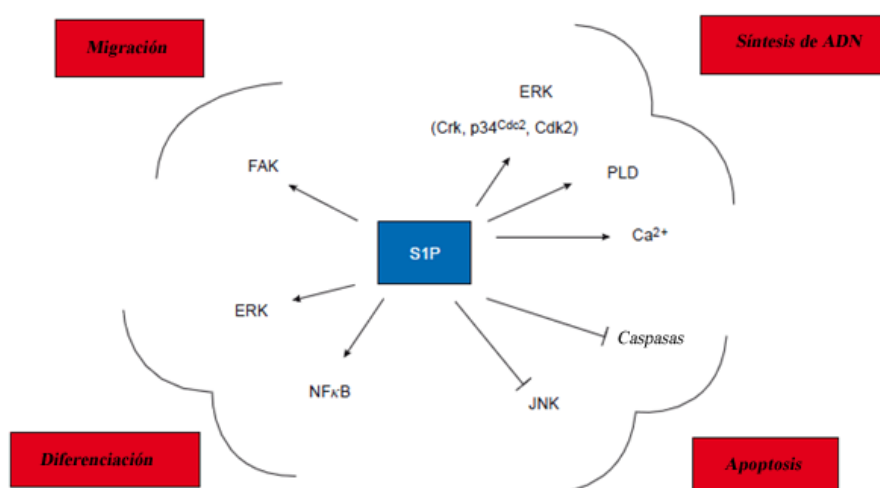 Migración
Síntesis de ADN
ERK
(Crk, p34Cdc2, Cdk2)
FAK
PLD
S1P
Ca2+
ERK
Caspasas
NFκB
JNK
Diferenciación
Apoptosis